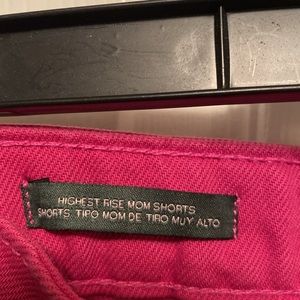 HIGHEST RISE MOM SHORTS
SHORTS, TIPO MOM DE TIRO MUY ALTO